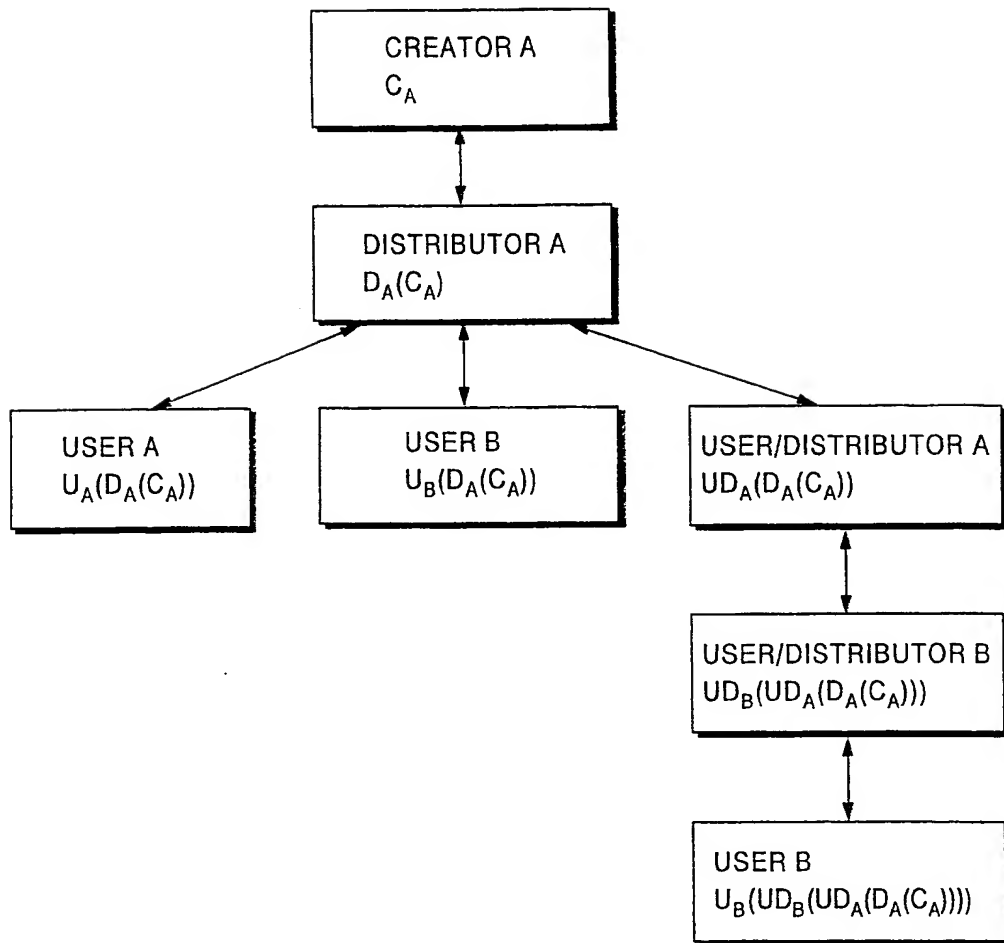 CREATOR A
C_A
DISTRIBUTOR A
D_A(C_A)
USER A
U_A(D_A(C_A))
USER B
U_B(D_A(C_A))
USER/DISTRIBUTOR A
UD_A(D_A(C_A))
USER/DISTRIBUTOR B
UD_B(UD_A(D_A(C_A)))
USER B
U_B(UD_B(UD_A(D_A(C_A))))